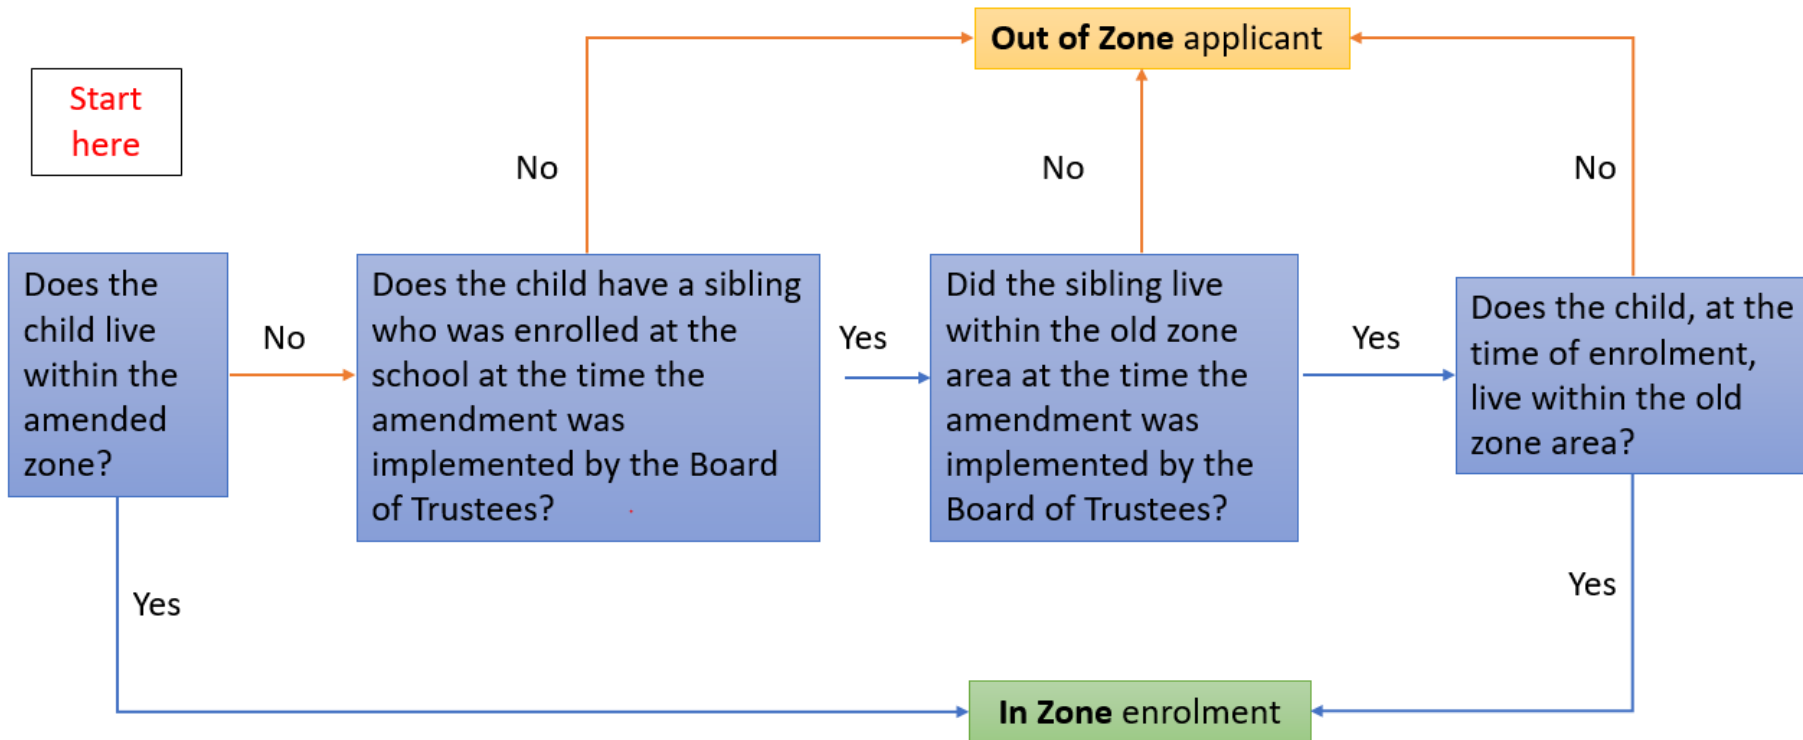 Out of Zone applicant
Start
here
No
No
No
Does the
child live
within the
amended
zone?
No
Does the child have a sibling
who was enrolled at the
school at the time the
amendment was
implemented by the Board
of Trustees?
Yes
Did the sibling live
within the old zone
area at the time the
amendment was
implemented by the
Board of Trustees?
Yes
Does the child, at the
time of enrolment,
live within the old
zone area?
Yes
Yes
In Zone enrolment